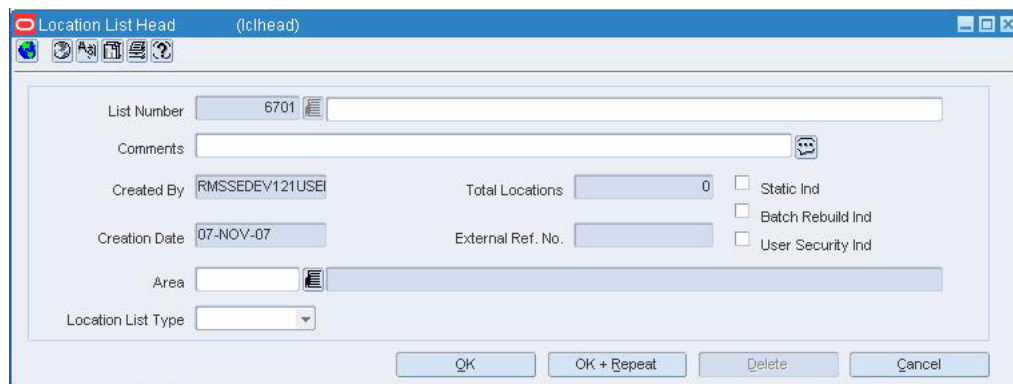 Location List Head (lclhead)
List Number 6701
Comments
Created By RMSSEDEV121USE Total Locations 0 Static Ind
Batch Rebuild Ind
Creation Date 07-NOV-07 External Ref. No. User Security Ind
Area
Location List Type
OK OK + Repeat Delete Cancel